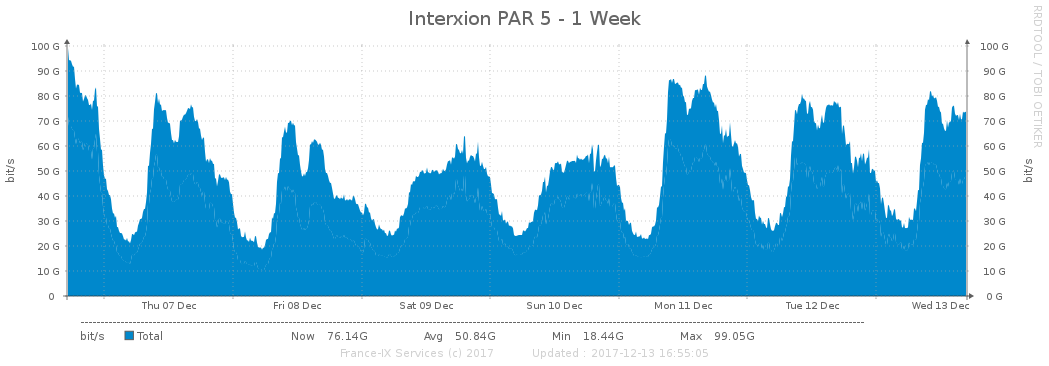 Interxion PAR 5 - 1 Week
RRDTOOL / TOBI OETIKER
bit/s
bit/s
100 G 100 G
90 G 90 G
80 G 80 G
70 G 70 G
60 G 60 G
50 G 50 G
40 G 40 G
30 G 30 G
20 G 20 G
10 G 10 G
0 0 G
Thu 07 Dec Fri 08 Dec Sat 09 Dec Sun 10 Dec Mon 11 Dec Tue 12 Dec Wed 13 Dec
bit/s Total Now 76.14G Avg 50.84G Min 18.44G Max 99.05G
France-IX Services (c) 2017 Updated : 2017-12-13 16:55:05